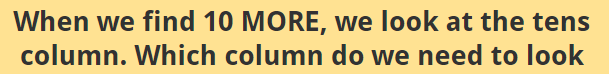 When we find 10 MORE, we look at the tens
column. Which column do we need to look